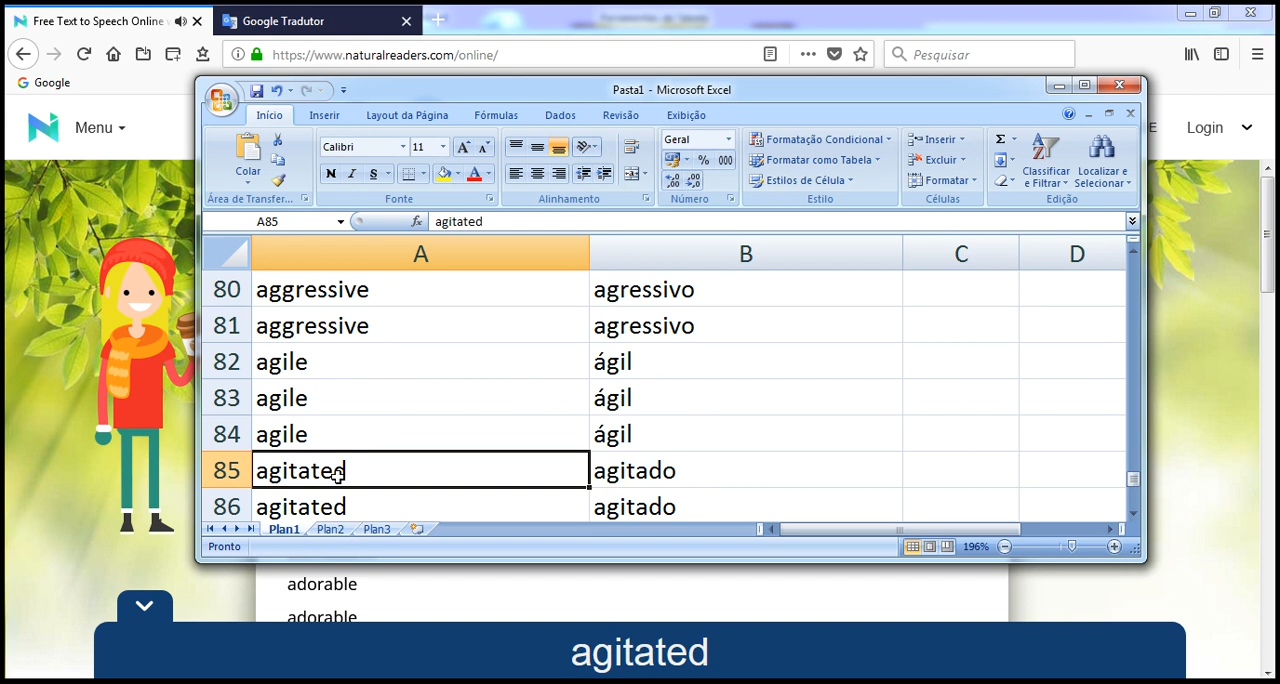 Free Text to Speech Online
Google Tradutor
https://www.naturalreaders.com/online/
Pesquisar
Google
Menu
E Login
Pasta1 - Microsoft Excel
Início Inserir Layout da Página Fórmulas Dados Revisão Exibição
Colar
Calibri 11
N I S
Geral
% 000
Formatação Condicional
Formatar como Tabela
Estilos de Célula
Inserir
Excluir
Formatar
Σ
Classificar e Filtrar
Localizar e Selecionar
Área de Transfer... Fonte Alinhamento Número Estilo Células Edição
A85 fx agitated
A B C D
80 aggressive agressivo
81 aggressive agressivo
82 agile ágil
83 agile ágil
84 agile ágil
85 agitated agitado
86 agitated agitado
Plan1 Plan2 Plan3
Pronto 196%
adorable
adorable
agitated